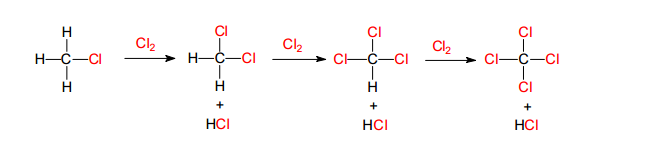 H Cl Cl Cl
H–C–Cl Cl₂ H–C–Cl Cl₂ Cl–C–Cl Cl₂ Cl–C–Cl
H H H Cl
+ + +
HCl HCl HCl